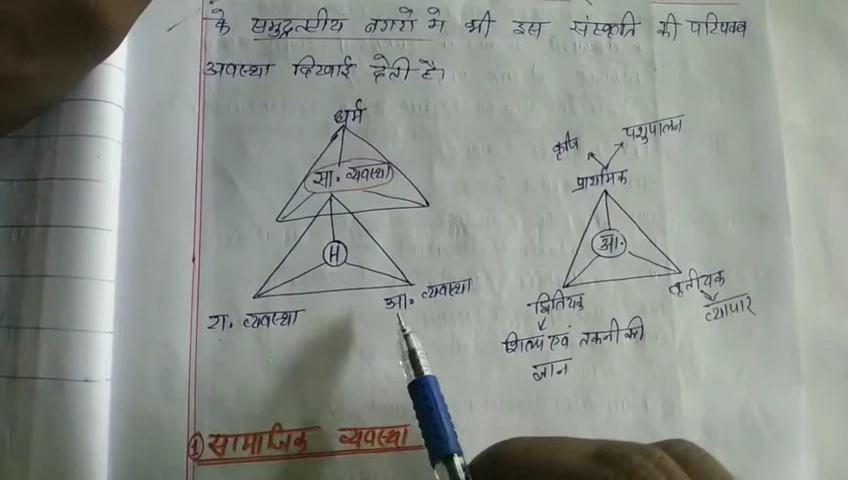 के समुद्रतटीय नगरों में भी इस संस्कृति की परिपक्व
अवस्था दिखाई देती है।
धर्म
सा. व्यवस्था
H
रा. व्यवस्था
आ. व्यवस्था
कृषि
पशुपालन
प्राथमिक
आ.
द्वितियक
तृतीयक
व्यापार
शिल्प एवं तकनीकी
ज्ञान
① सामाजिक व्यवस्था